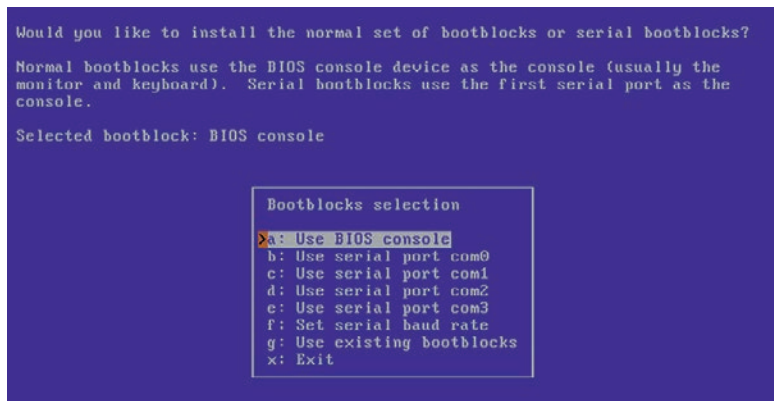 Would you like to install the normal set of bootblocks or serial bootblocks?
Normal bootblocks use the BIOS console device as the console (usually the
monitor and keyboard).  Serial bootblocks use the first serial port as the
console.
Selected bootblock: BIOS console
Bootblocks selection
>a: Use BIOS console
b: Use serial port com0
c: Use serial port com1
d: Use serial port com2
e: Use serial port com3
f: Set serial baud rate
g: Use existing bootblocks
x: Exit